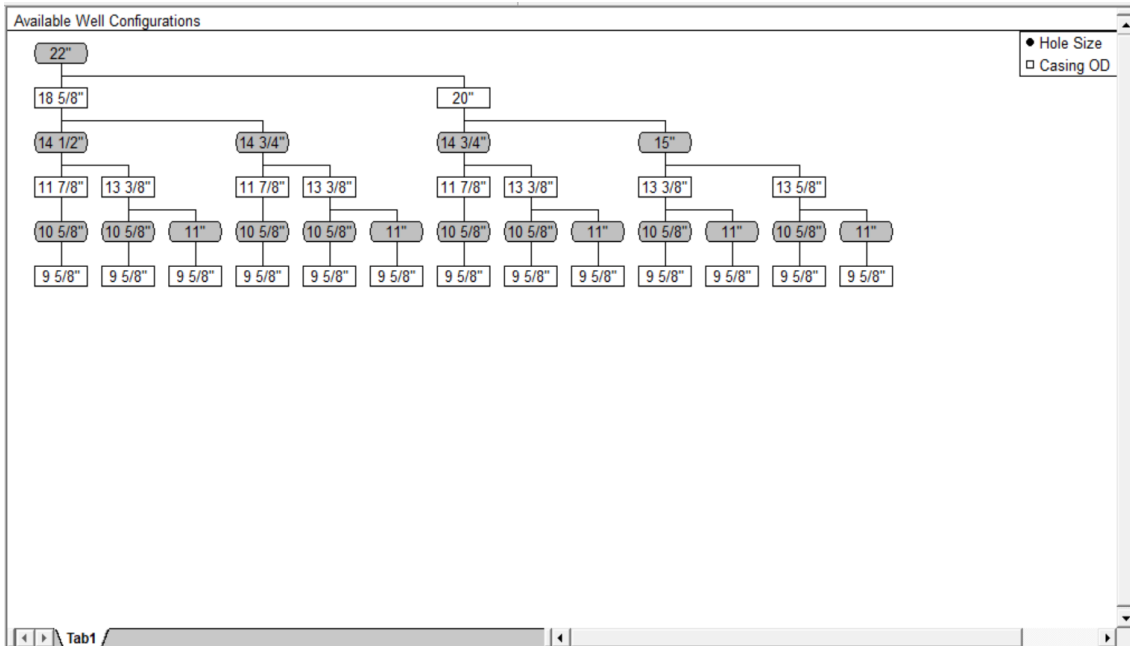 Available Well Configurations
Hole Size
Casing OD
22"
18 5/8" 20"
14 1/2" 14 3/4" 14 3/4" 15"
11 7/8" 13 3/8" 11 7/8" 13 3/8" 11 7/8" 13 3/8" 13 3/8" 13 5/8"
10 5/8" 10 5/8" 11" 10 5/8" 10 5/8" 11" 10 5/8" 10 5/8" 11" 10 5/8" 11" 10 5/8" 11"
9 5/8" 9 5/8" 9 5/8" 9 5/8" 9 5/8" 9 5/8" 9 5/8" 9 5/8" 9 5/8" 9 5/8" 9 5/8" 9 5/8" 9 5/8"
Tab1